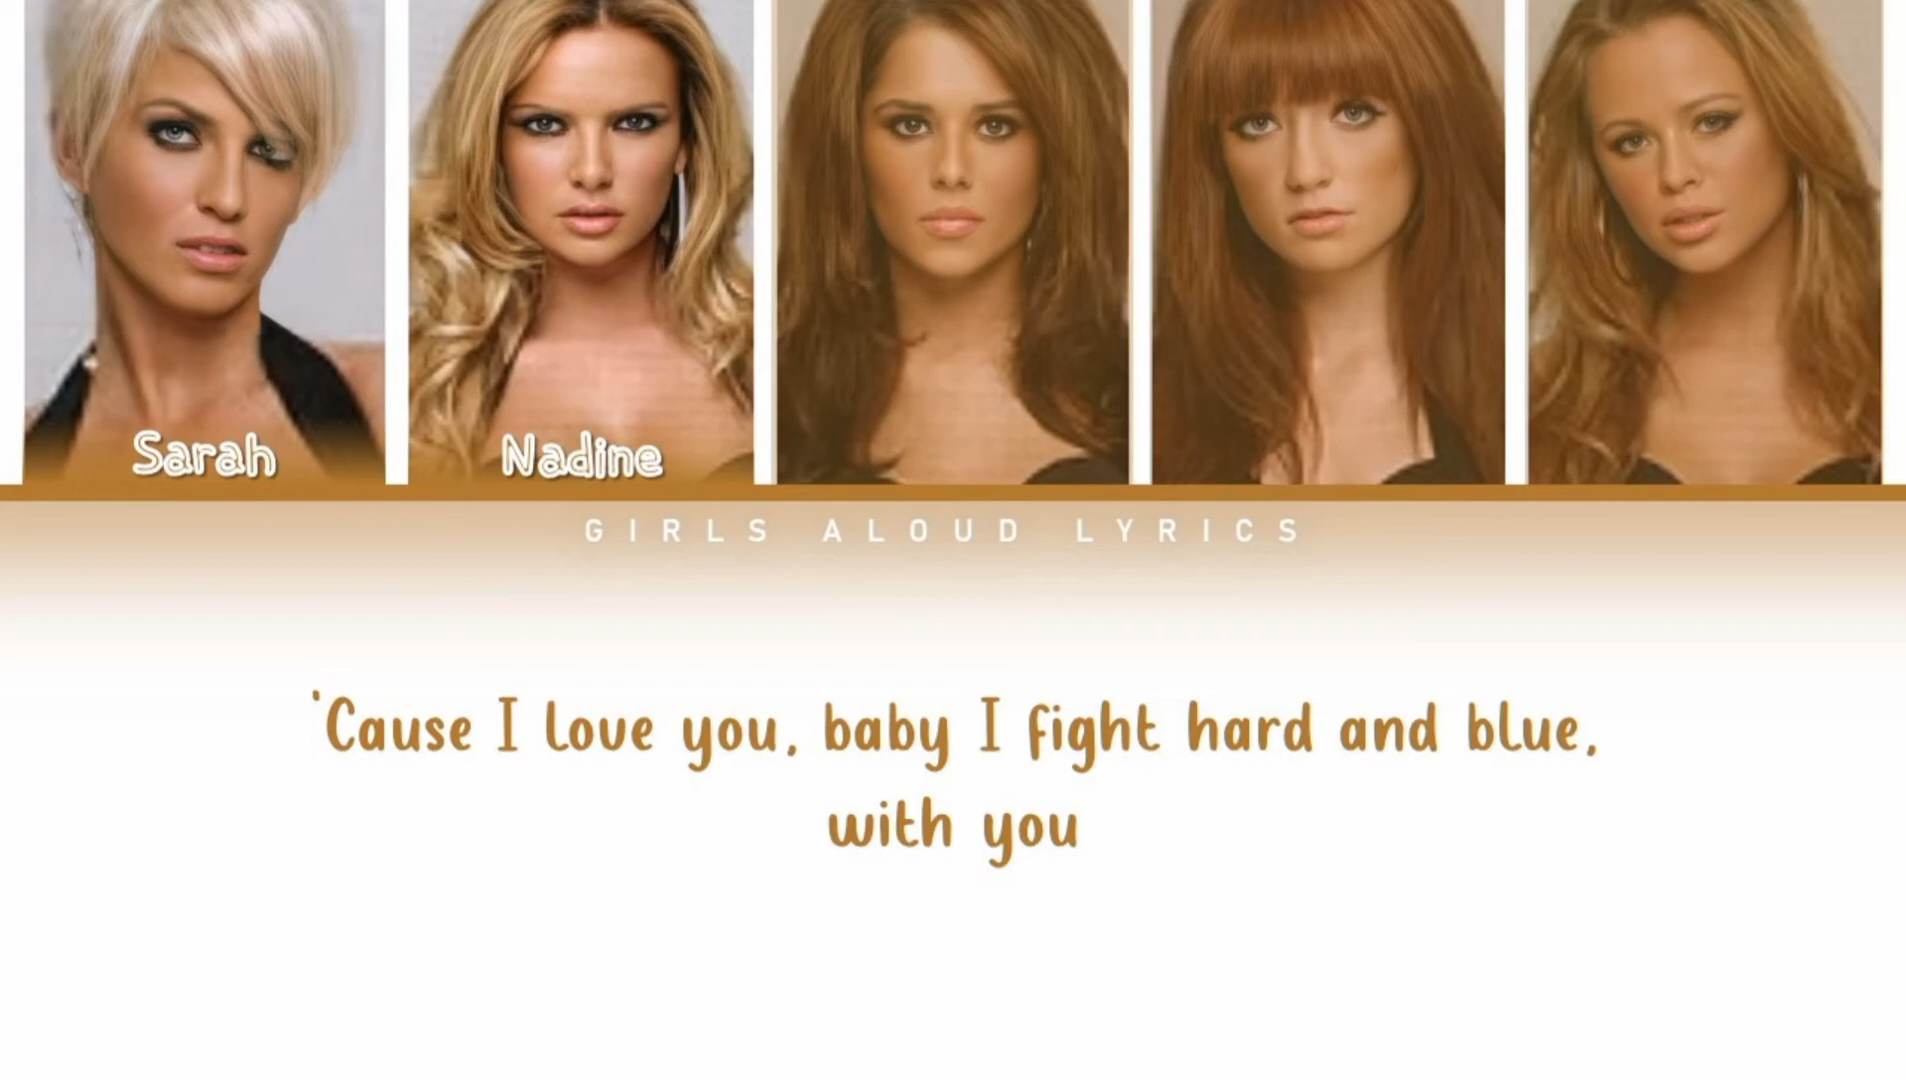 Sarah
Nadine
GIRLS ALOUD LYRICS
'Cause I love you, baby I fight hard and blue,
with you